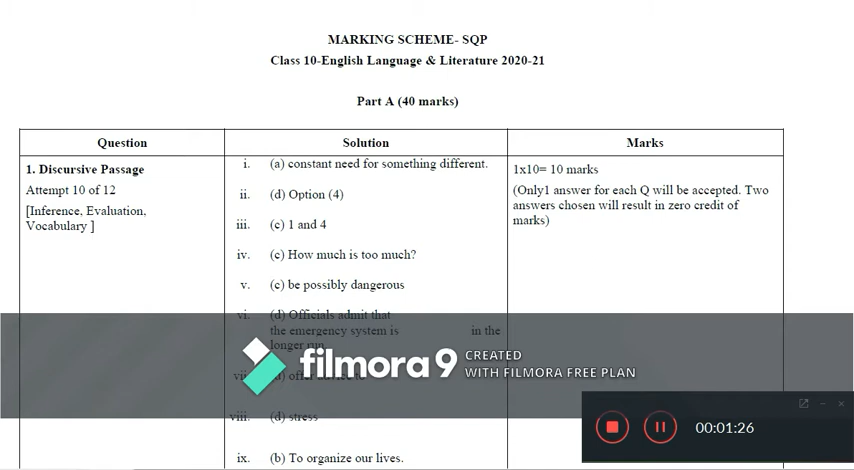 MARKING SCHEME- SQP
Class 10-English Language & Literature 2020-21
Part A (40 marks)
Question
Solution
Marks
1. Discursive Passage
Attempt 10 of 12
[Inference, Evaluation,
Vocabulary ]
i. (a) constant need for something different.
ii. (d) Option (4)
iii. (c) 1 and 4
iv. (c) How much is too much?
v. (c) be possibly dangerous
vi. (d) Officials admit that
the emergency system is in the
longer run.
offer advice to
viii. (d) stress
ix. (b) To organize our lives.
1x10= 10 marks
(Only1 answer for each Q will be accepted. Two
answers chosen will result in zero credit of
marks)
filmora9
CREATED
WITH FILMORA FREE PLAN
00:01:26